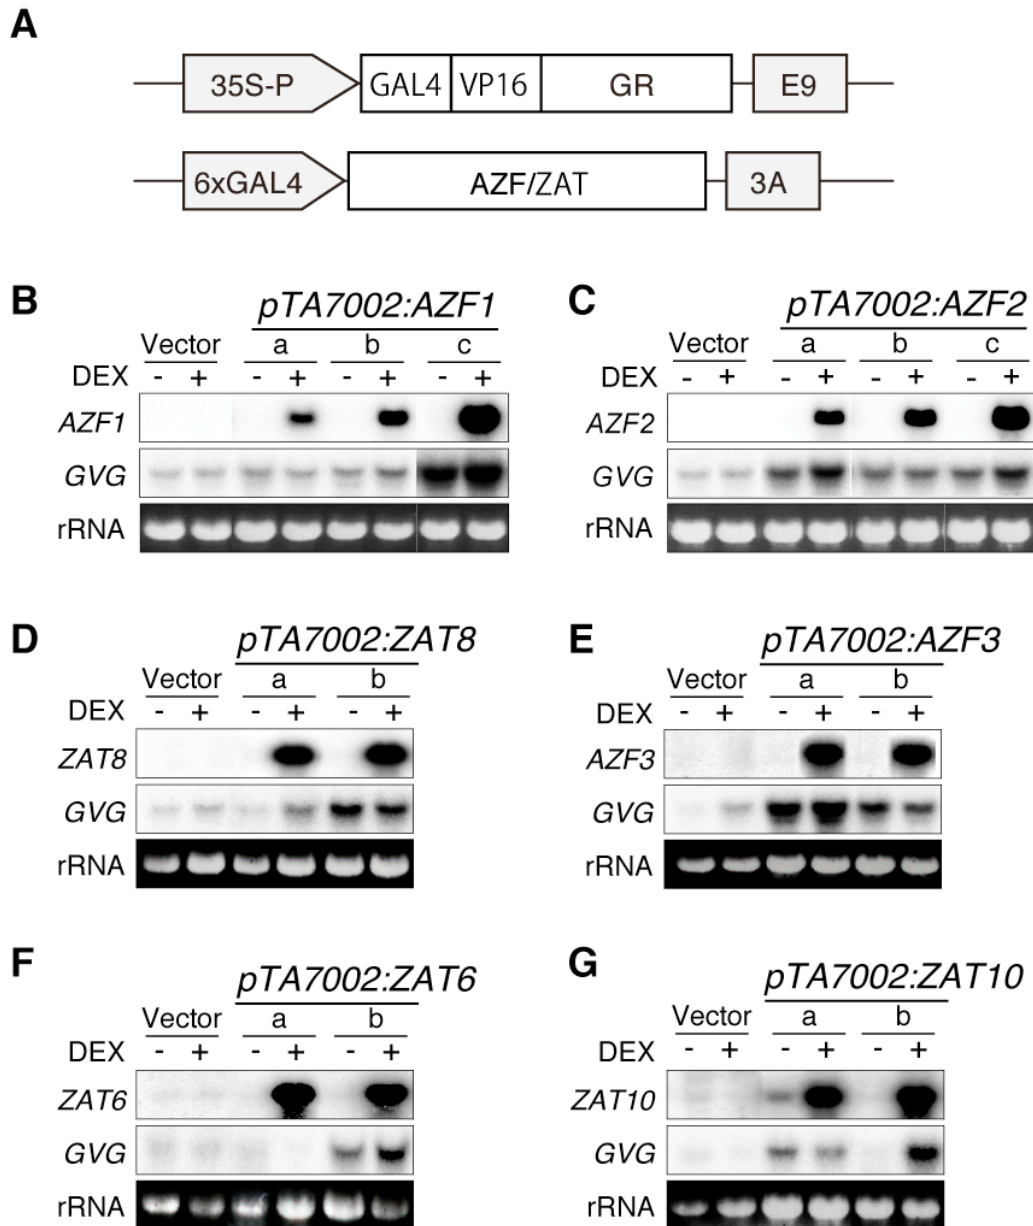 A
35S-P GAL4 VP16 GR E9
6xGAL4 AZF/ZAT 3A
B
pTA7002:AZF1
Vector a b c
DEX - + - + - + - +
AZF1
GVG
rRNA
C
pTA7002:AZF2
Vector a b c
DEX - + - + - + - +
AZF2
GVG
rRNA
D
pTA7002:ZAT8
Vector a b
DEX - + - + - +
ZAT8
GVG
rRNA
E
pTA7002:AZF3
Vector a b
DEX - + - + - +
AZF3
GVG
rRNA
F
pTA7002:ZAT6
Vector a b
DEX - + - + - +
ZAT6
GVG
rRNA
G
pTA7002:ZAT10
Vector a b
DEX - + - + - +
ZAT10
GVG
rRNA